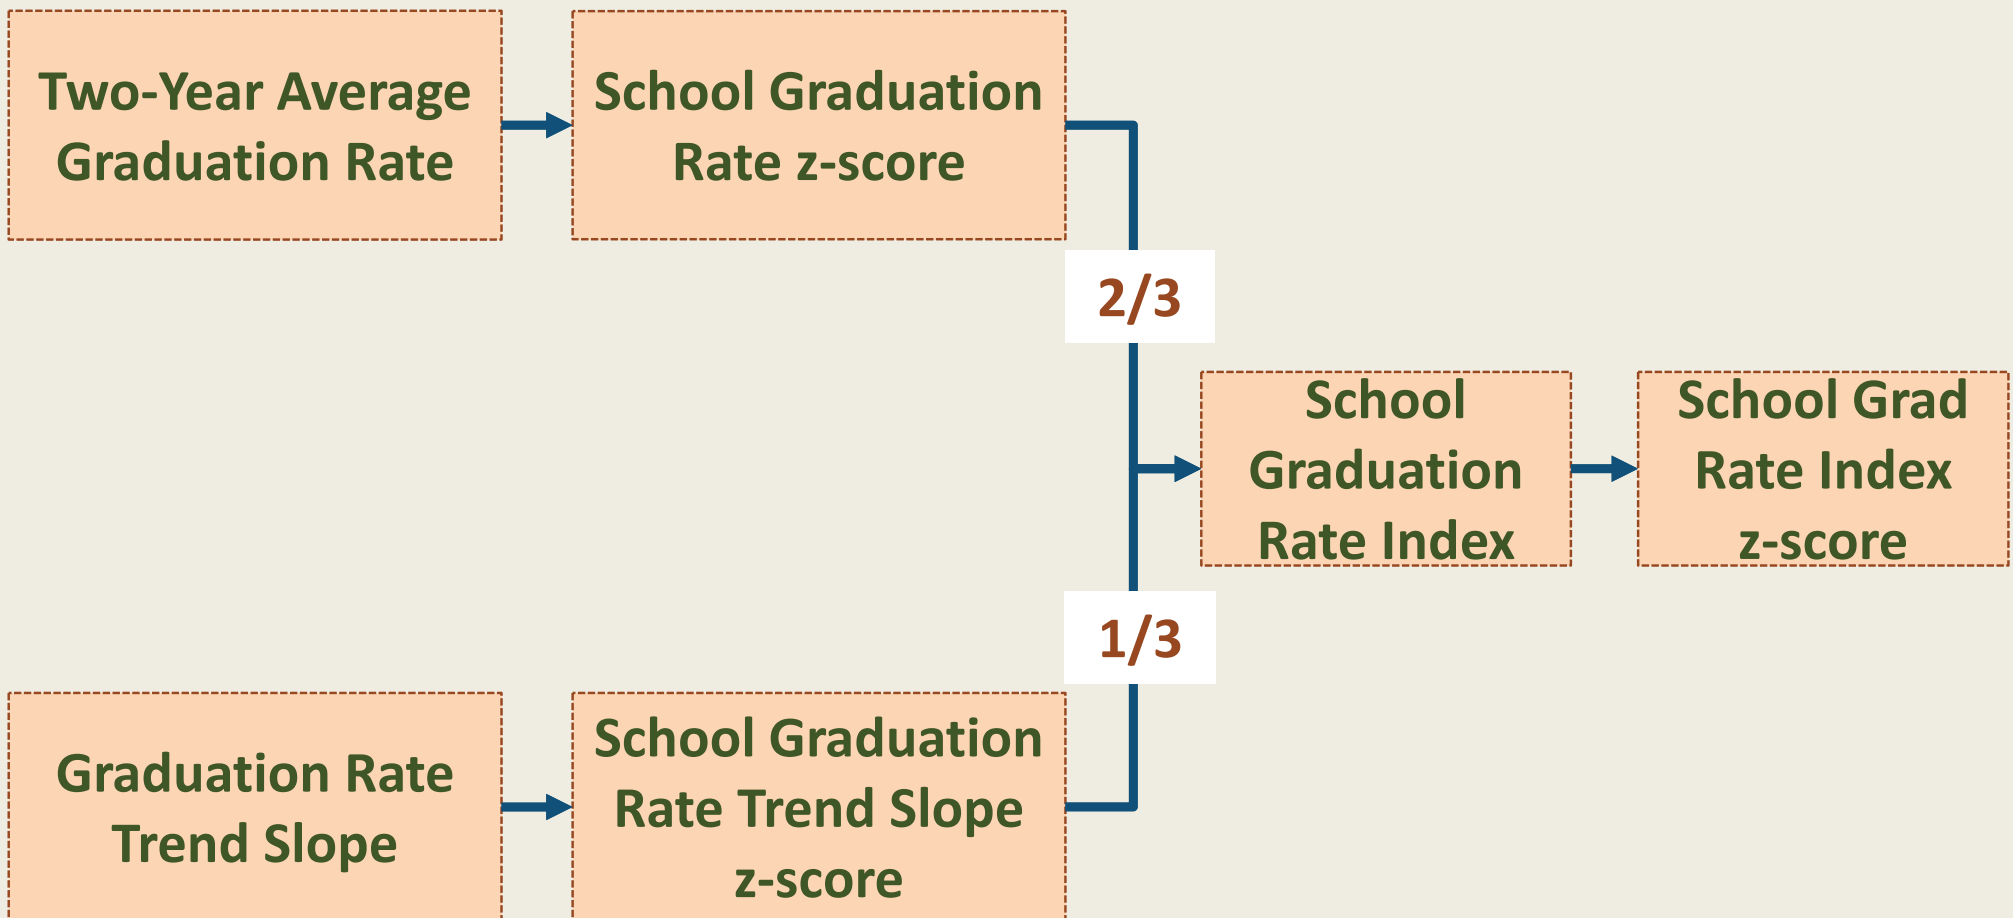 Two-Year Average
Graduation Rate
School Graduation
Rate z-score
2/3
School
Graduation
Rate Index
School Grad
Rate Index
z-score
1/3
Graduation Rate
Trend Slope
School Graduation
Rate Trend Slope
z-score